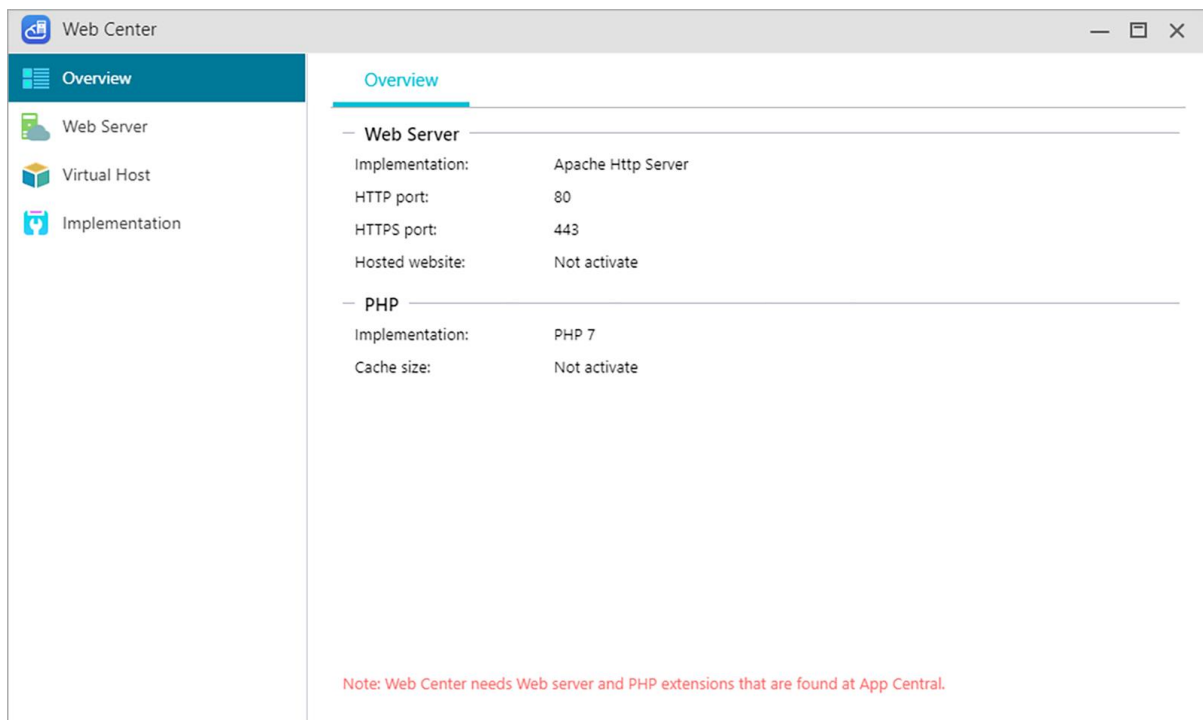 Web Center
Overview
Web Server
Virtual Host
Implementation
Overview
Web Server
Implementation: Apache Http Server
HTTP port: 80
HTTPS port: 443
Hosted website: Not activate
PHP
Implementation: PHP 7
Cache size: Not activate
Note: Web Center needs Web server and PHP extensions that are found at App Central.